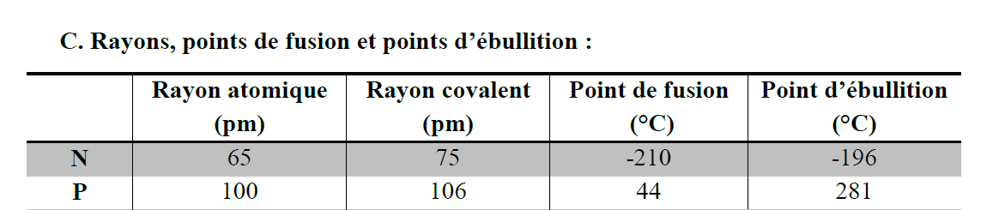 C. Rayons, points de fusion et points d’ébullition :
Rayon atomique (pm) Rayon covalent (pm) Point de fusion (°C) Point d’ébullition (°C)
N 65 75 -210 -196
P 100 106 44 281